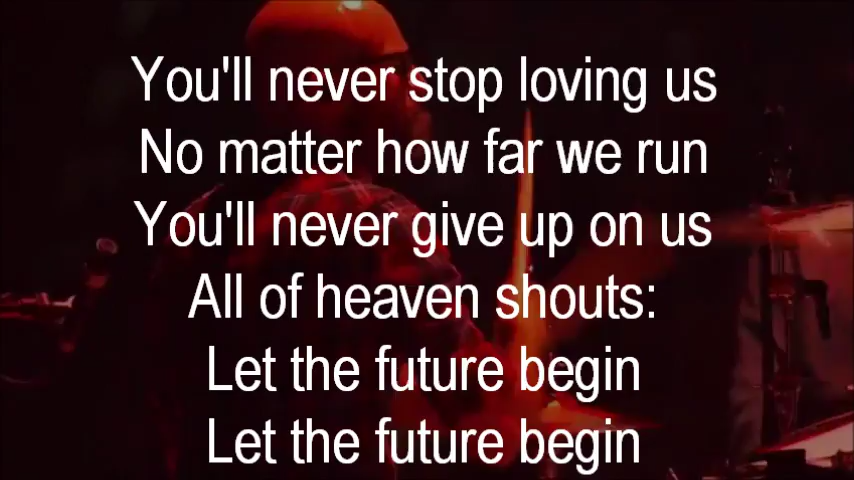 You'll never stop loving us
No matter how far we run
You'll never give up on us
All of heaven shouts:
Let the future begin
Let the future begin